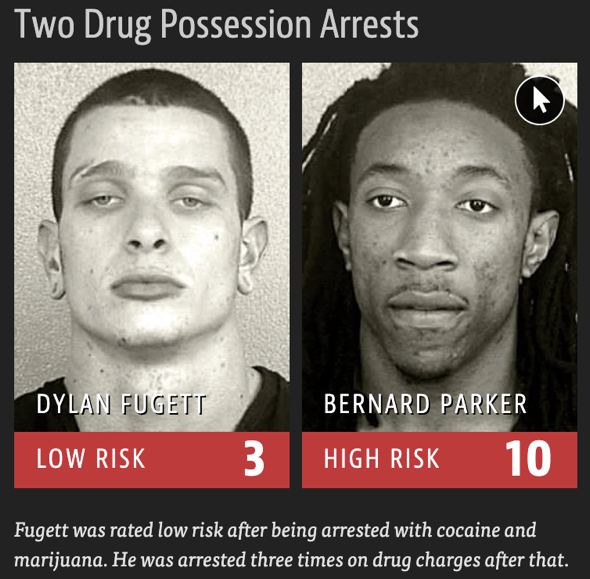 Two Drug Possession Arrests
DYLAN FUGETT
BERNARD PARKER
LOW RISK 3
HIGH RISK 10
Fugett was rated low risk after being arrested with cocaine and
marijuana. He was arrested three times on drug charges after that.